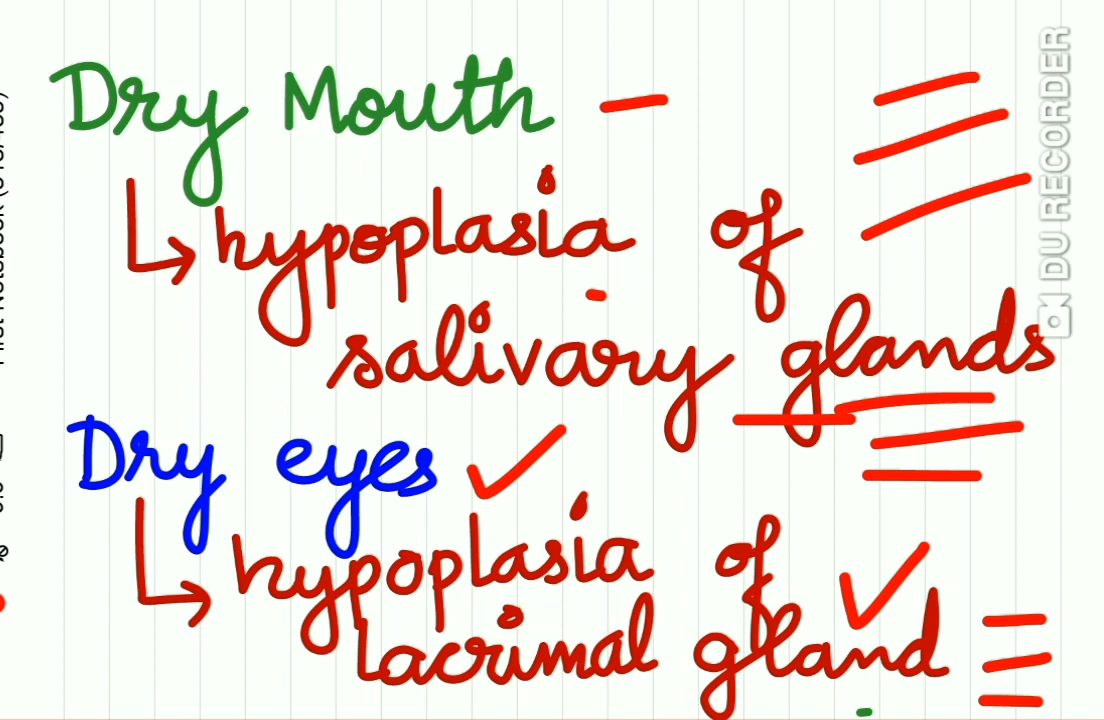 Dry Mouth -
↳ hypoplasia of
salivary glands
Dry eyes ✓
↳ hypoplasia of
lacrimal gland
DU RECORDER